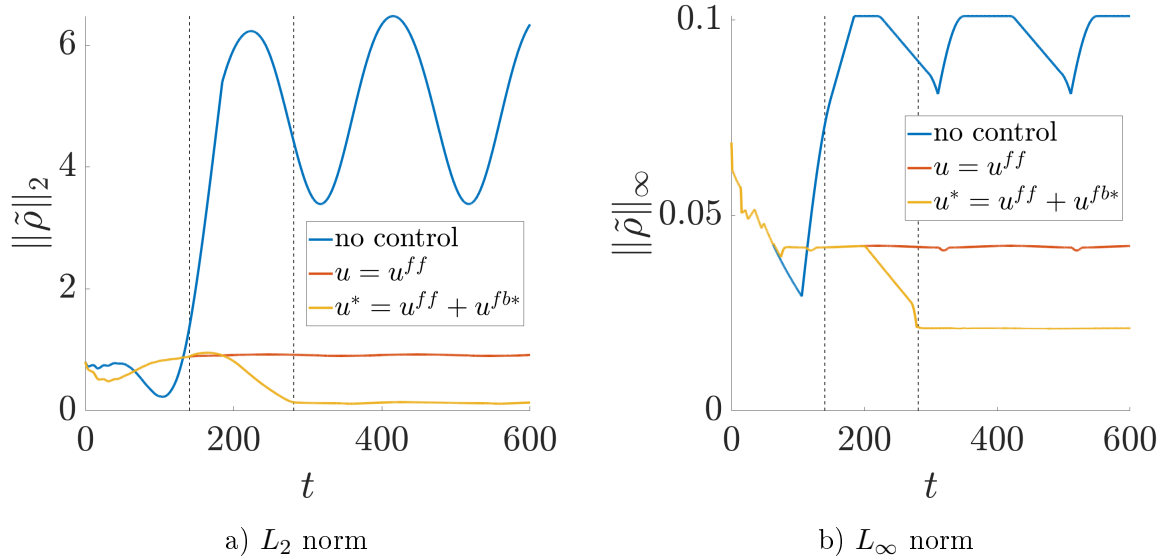 6
4
2
0
0
200
400
600
‖ρ̃‖₂
t
no control
u = u^{ff}
u* = u^{ff} + u^{fb*}
a) L₂ norm
0.1
0.05
0
0
200
400
600
‖ρ̃‖∞
t
no control
u = u^{ff}
u* = u^{ff} + u^{fb*}
b) L∞ norm